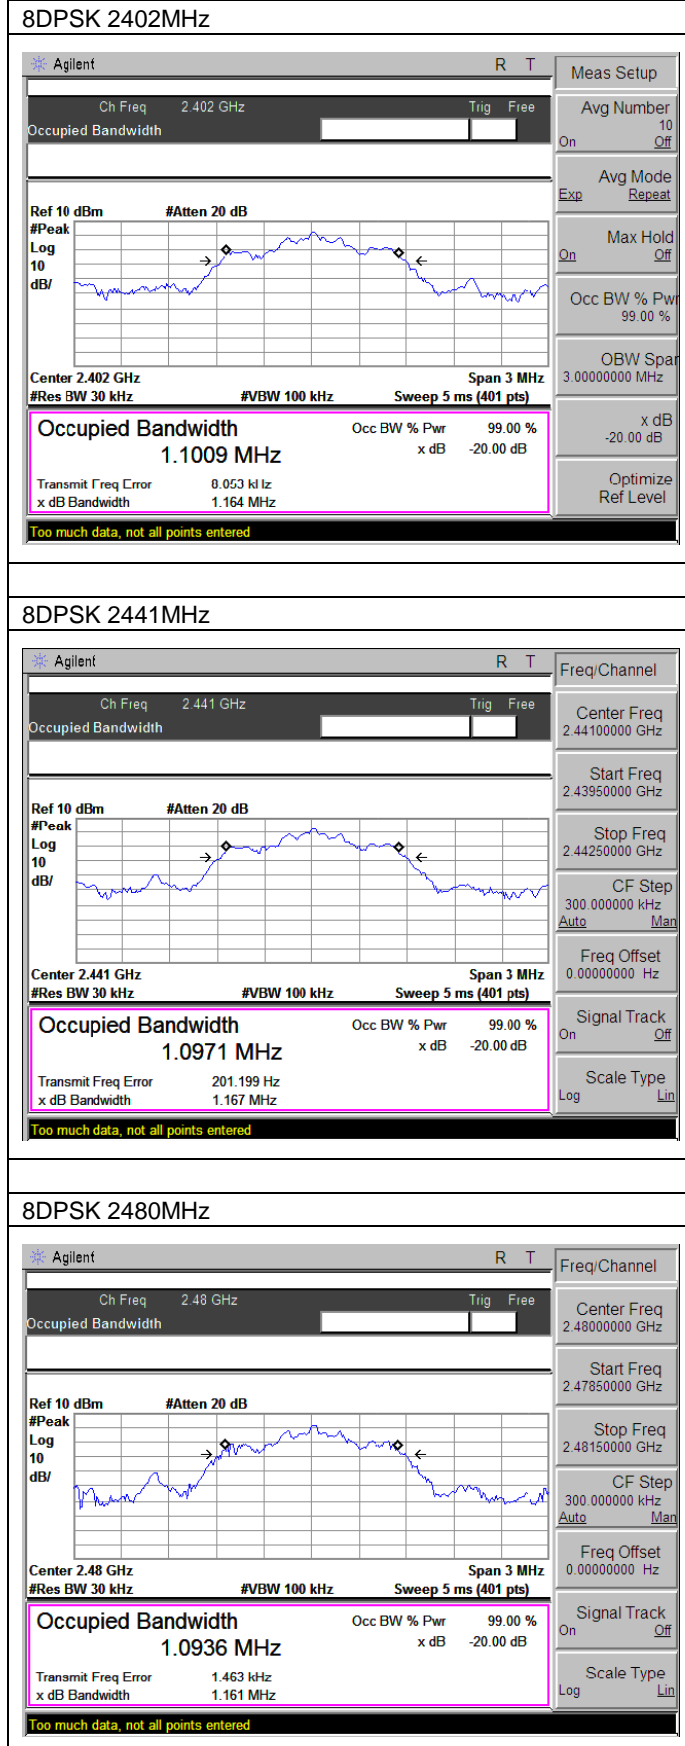 8DPSK 2402MHz
Agilent R T
Meas Setup
Ch Freq 2.402 GHz Trig Free
Occupied Bandwidth
Avg Number
10
On Off
Avg Mode
Exp Repeat
Max Hold
On Off
Occ BW % Pwr
99.00 %
OBW Span
3.00000000 MHz
x dB
-20.00 dB
Optimize
Ref Level
Ref 10 dBm #Atten 20 dB
#Peak
Log
10
dB/
Center 2.402 GHz Span 3 MHz
#Res BW 30 kHz #VBW 100 kHz Sweep 5 ms (401 pts)
Occupied Bandwidth Occ BW % Pwr 99.00 %
1.1009 MHz x dB -20.00 dB
Transmit Freq Error 8.053 kHz
x dB Bandwidth 1.164 MHz
Too much data, not all points entered
8DPSK 2441MHz
Agilent R T
Freq/Channel
Ch Freq 2.441 GHz Trig Free
Occupied Bandwidth
Center Freq
2.44100000 GHz
Start Freq
2.43950000 GHz
Stop Freq
2.44250000 GHz
CF Step
300.000000 kHz
Auto Man
Freq Offset
0.00000000 Hz
Signal Track
On Off
Scale Type
Log Lin
Ref 10 dBm #Atten 20 dB
#Peak
Log
10
dB/
Center 2.441 GHz Span 3 MHz
#Res BW 30 kHz #VBW 100 kHz Sweep 5 ms (401 pts)
Occupied Bandwidth Occ BW % Pwr 99.00 %
1.0971 MHz x dB -20.00 dB
Transmit Freq Error 201.199 Hz
x dB Bandwidth 1.167 MHz
Too much data, not all points entered
8DPSK 2480MHz
Agilent R T
Freq/Channel
Ch Freq 2.48 GHz Trig Free
Occupied Bandwidth
Center Freq
2.48000000 GHz
Start Freq
2.47850000 GHz
Stop Freq
2.48150000 GHz
CF Step
300.000000 kHz
Auto Man
Freq Offset
0.00000000 Hz
Signal Track
On Off
Scale Type
Log Lin
Ref 10 dBm #Atten 20 dB
#Peak
Log
10
dB/
Center 2.48 GHz Span 3 MHz
#Res BW 30 kHz #VBW 100 kHz Sweep 5 ms (401 pts)
Occupied Bandwidth Occ BW % Pwr 99.00 %
1.0936 MHz x dB -20.00 dB
Transmit Freq Error 1.463 kHz
x dB Bandwidth 1.161 MHz
Too much data, not all points entered